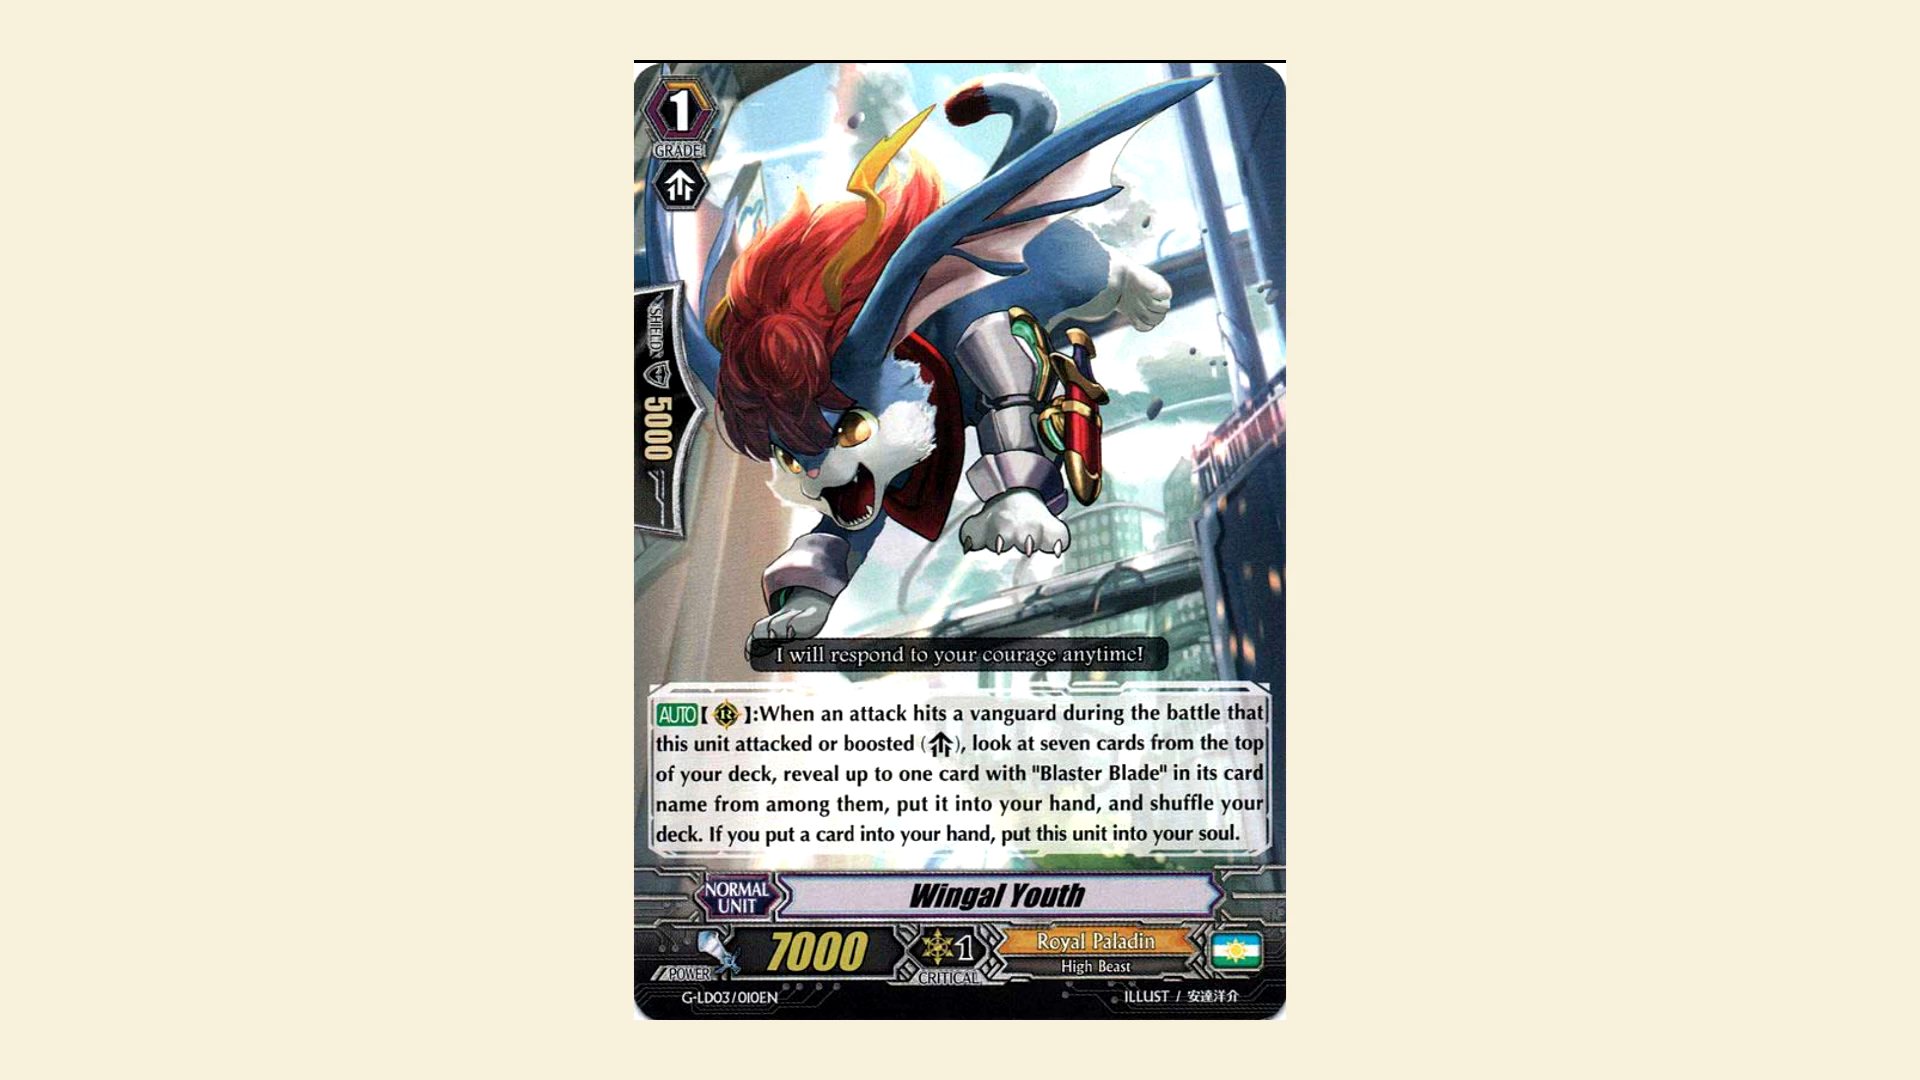 1
GRADE
SHIELD
5000
I will respond to your courage anytime!
AUTO【R】:When an attack hits a vanguard during the battle that
this unit attacked or boosted (), look at seven cards from the top
of your deck, reveal up to one card with "Blaster Blade" in its card
name from among them, put it into your hand, and shuffle your
deck. If you put a card into your hand, put this unit into your soul.
NORMAL
UNIT
Wingal Youth
POWER
7000
1
CRITICAL
Royal Paladin
High Beast
G-LD03/010EN
ILLUST / 安達洋介